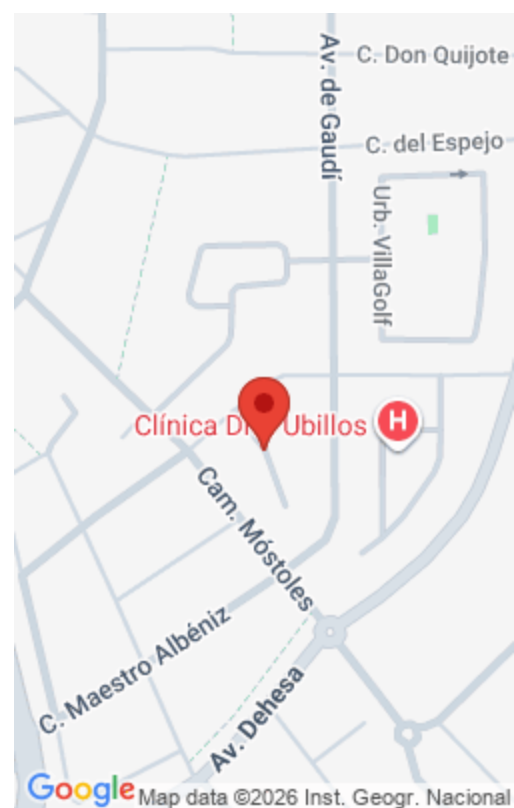 C. Don Quijote
Av. de Gaudí
C. del Espejo
Urb. VillaGolf
Clínica D Ubillos
H
Cam. Móstoles
C. Maestro Albéniz
Av. Dehesa
Google
Map data ©2026 Inst. Geogr. Nacional